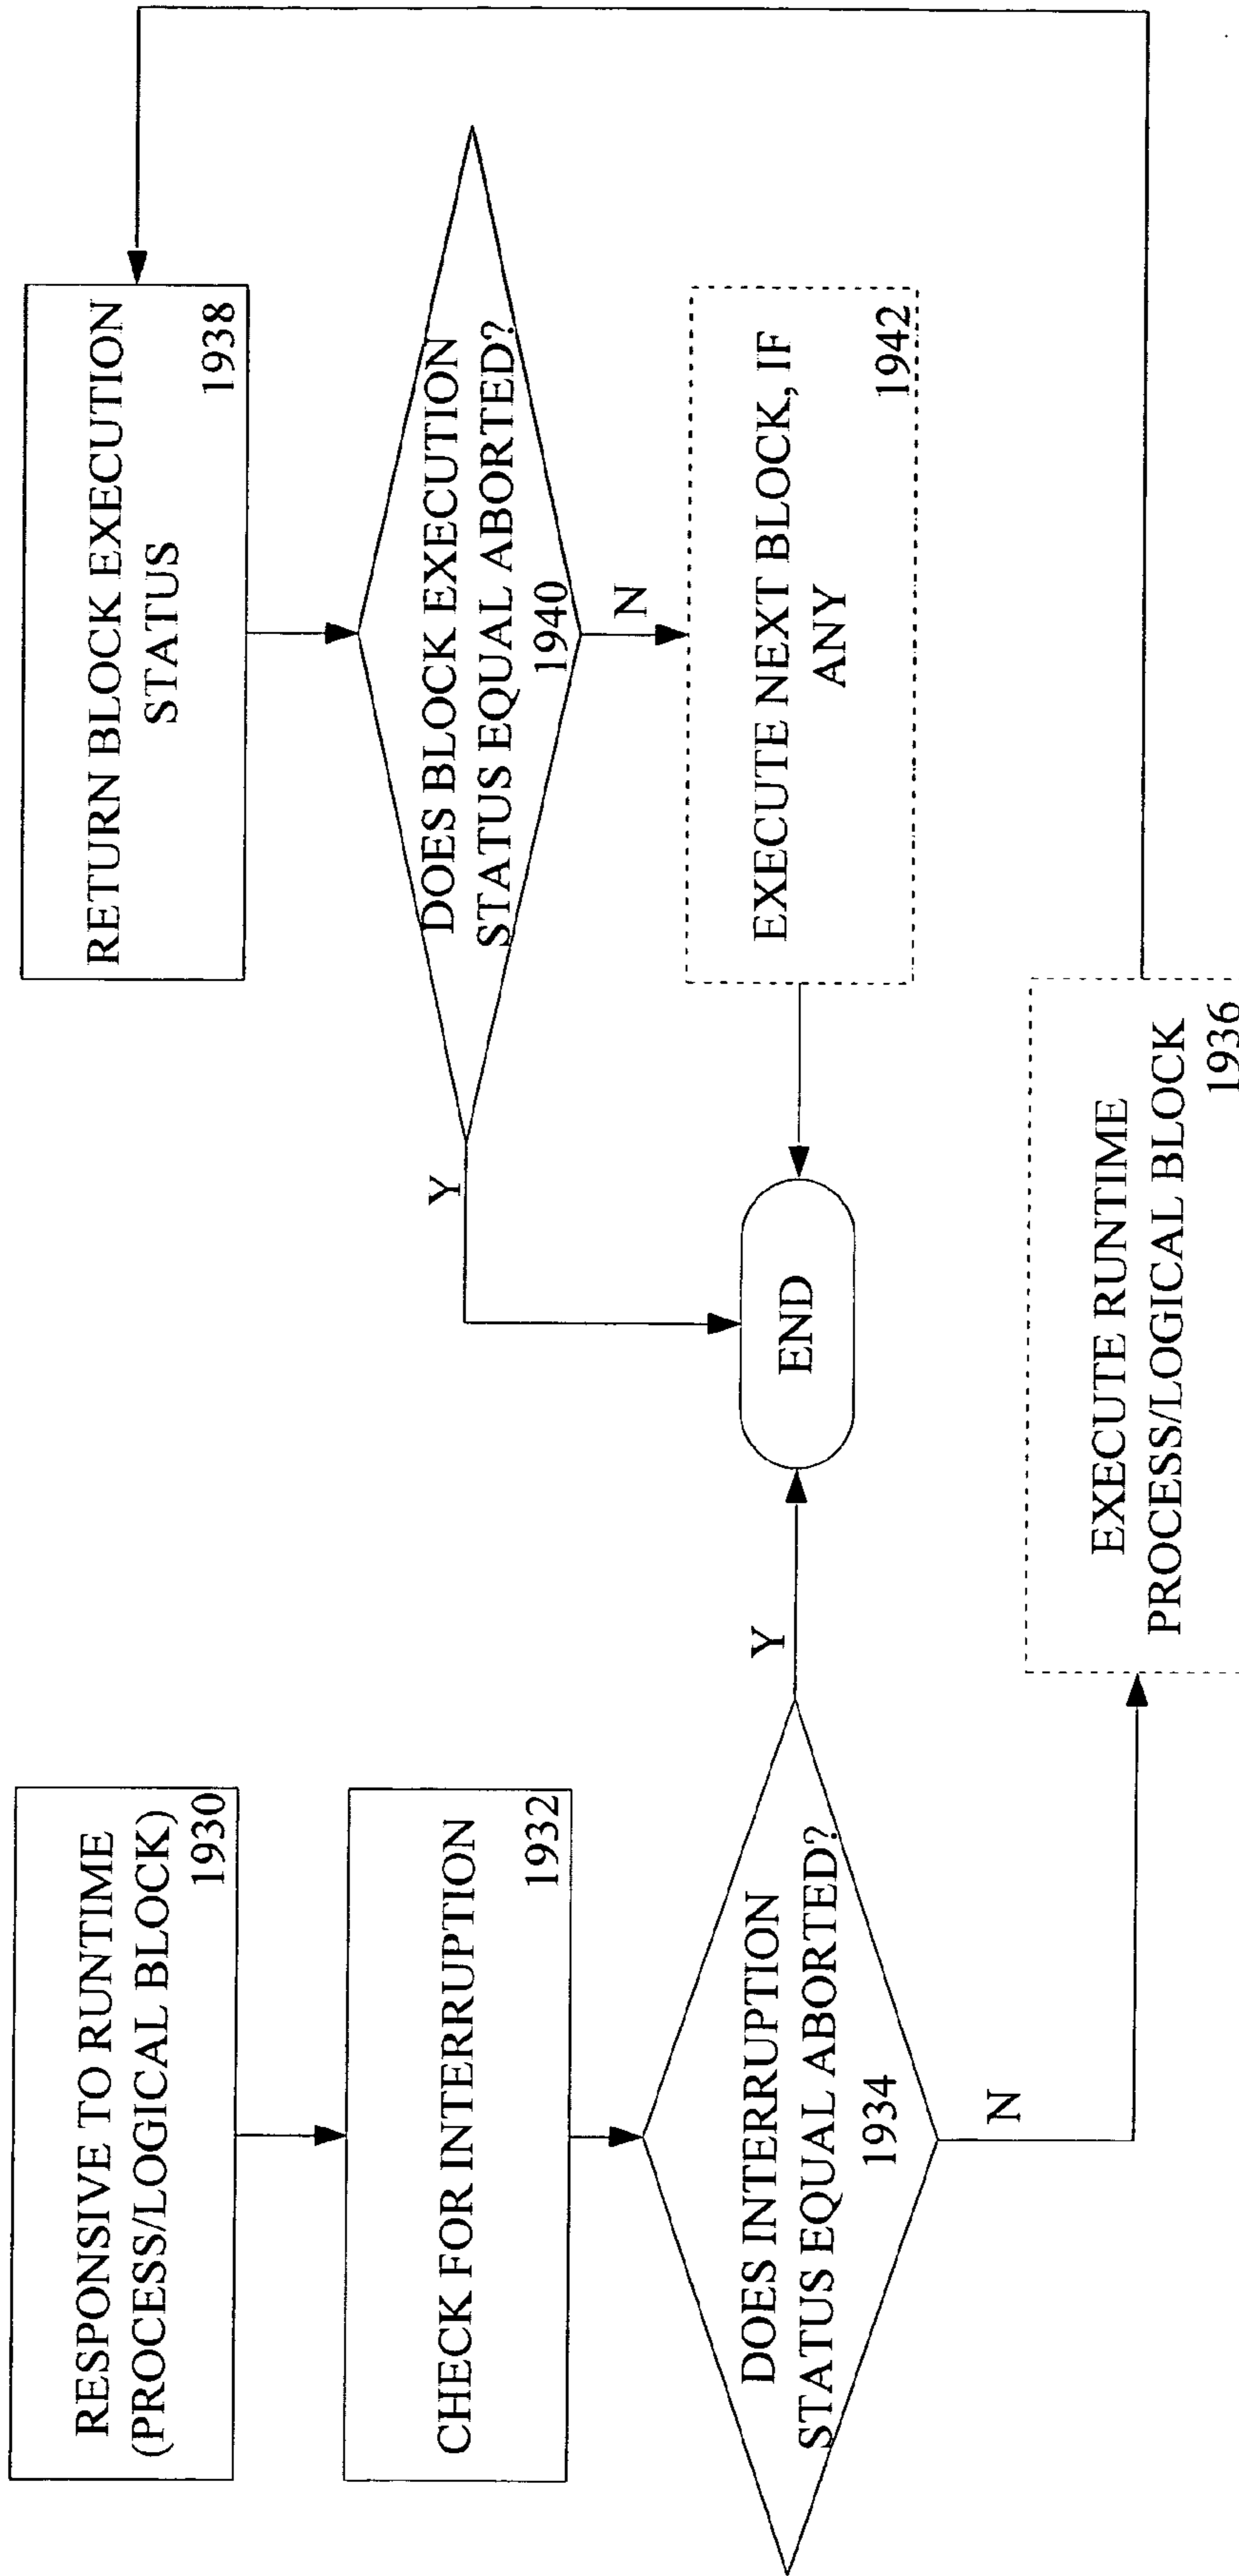 RESPONSIVE TO RUNTIME
(PROCESS/LOGICAL BLOCK)
1930
CHECK FOR INTERRUPTION
1932
DOES INTERRUPTION
STATUS EQUAL ABORTED?
1934
Y
N
END
EXECUTE RUNTIME
PROCESS/LOGICAL BLOCK
1936
RETURN BLOCK EXECUTION
STATUS
1938
DOES BLOCK EXECUTION
STATUS EQUAL ABORTED?
1940
Y
N
EXECUTE NEXT BLOCK, IF
ANY
1942